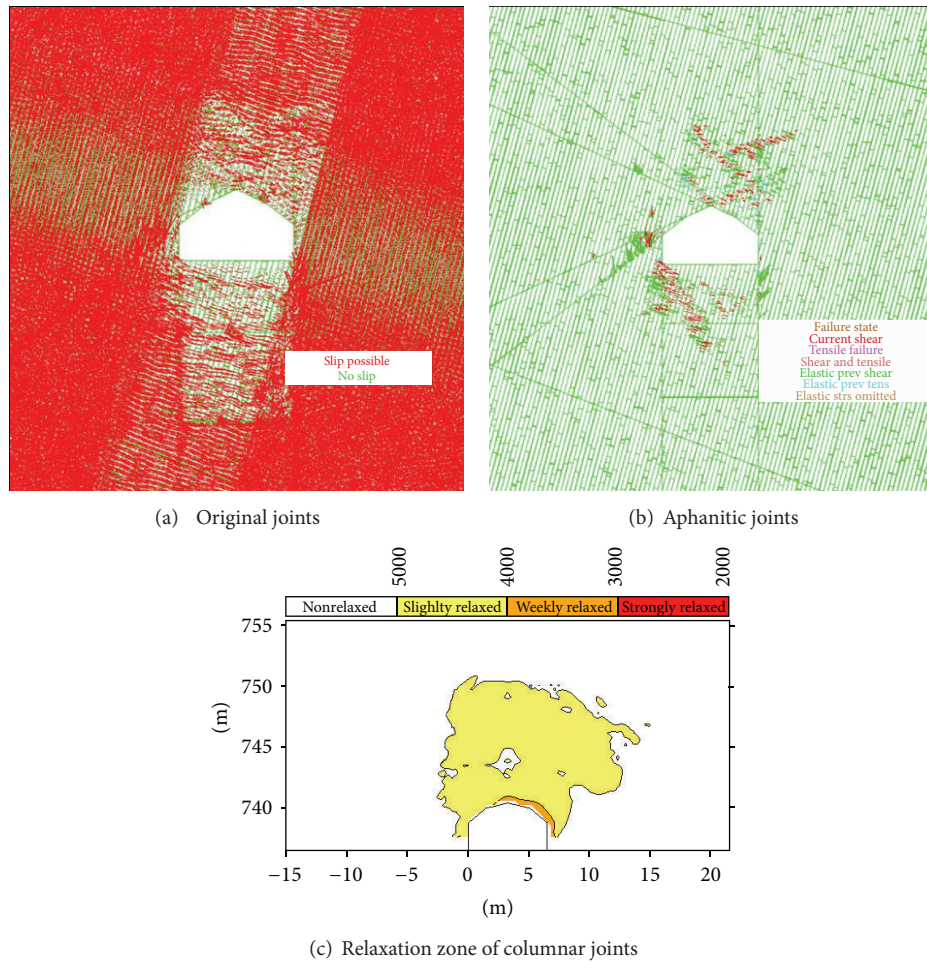 Slip possible
No slip
Failure state
Current shear
Tensile failure
Shear and tensile
Elastic prev shear
Elastic prev tens
Elastic strs omitted
(a) Original joints
(b) Aphanitic joints
5000
4000
3000
2000
Nonrelaxed
Slighlty relaxed
Weekly relaxed
Strongly relaxed
755
750
745
740
(m)
−15
−10
−5
0
5
10
15
20
(m)
(c) Relaxation zone of columnar joints